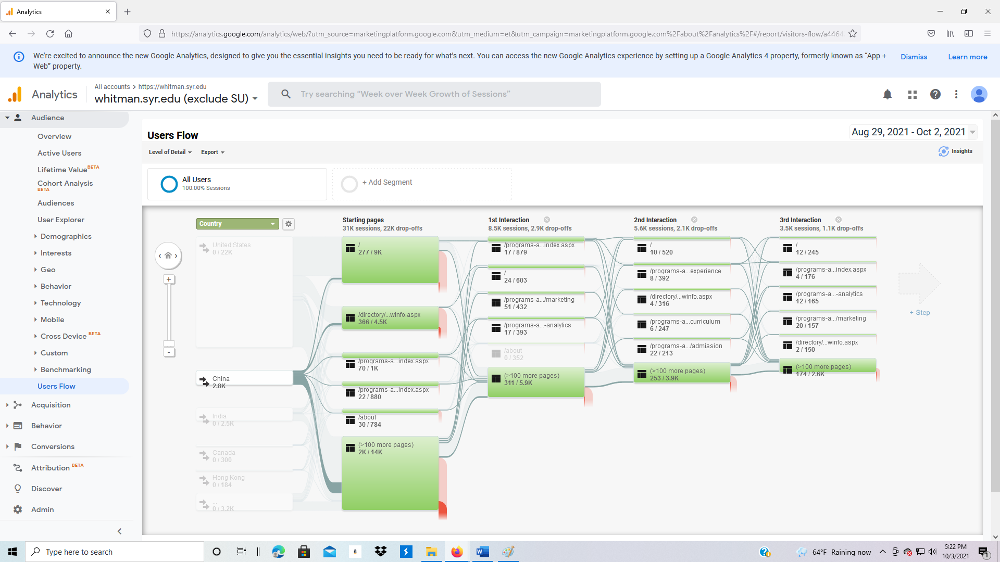 Analytics
https://analytics.google.com/analytics/web/?utm_source=marketingplatform.google.com&utm_medium=et&utm_campaign=marketingplatform.google.com%2Fabout%2Fanalytics%2F#/report/visitors-flow/a4464
We're excited to announce the new Google Analytics, designed to give you the essential insights you need to be ready for what's next. You can access the new Google Analytics experience by setting up a Google Analytics 4 property, formerly known as “App +
Web” property.
Dismiss
Learn more
Analytics
All accounts > https://whitman.syr.edu
whitman.syr.edu (exclude SU)
Try searching “Week over Week Growth of Sessions”
Audience
Overview
Active Users
Lifetime Value BETA
Cohort Analysis
BETA
Audiences
User Explorer
Demographics
Interests
Geo
Behavior
Technology
Mobile
Cross Device BETA
Custom
Benchmarking
Users Flow
Acquisition
Behavior
Conversions
Attribution BETA
Discover
Admin
Users Flow
Aug 29, 2021 - Oct 2, 2021
Level of Detail
Export
Insights
All Users
100.00% Sessions
+ Add Segment
Country
United States
0 / 22K
China
2.8K
India
0 / 2.5K
Canada
0 / 300
Hong Kong
0 / 184
...
0 / 3.2K
Starting pages
31K sessions, 22K drop-offs
/
277 / 9K
/directory/...winfo.aspx
366 / 4.5K
/programs-a...index.aspx
70 / 1K
/programs-a...index.aspx
22 / 880
/about
30 / 784
(>100 more pages)
2K / 14K
1st Interaction
8.5K sessions, 2.9K drop-offs
/programs-a...index.aspx
17 / 879
/
24 / 603
/programs-a.../marketing
51 / 432
/programs-a...-analytics
17 / 393
/about
0 / 352
(>100 more pages)
311 / 5.9K
2nd Interaction
5.6K sessions, 2.1K drop-offs
/
10 / 520
/programs-a...experience
8 / 392
/directory/...winfo.aspx
4 / 316
/programs-a...curriculum
6 / 247
/programs-a.../admission
22 / 213
(>100 more pages)
253 / 3.9K
3rd Interaction
3.5K sessions, 1.1K drop-offs
/
12 / 245
/programs-a...index.aspx
4 / 176
/programs-a...-analytics
12 / 165
/programs-a.../marketing
20 / 157
/directory/...winfo.aspx
2 / 150
(>100 more pages)
174 / 2.6K
+ Step
Type here to search
a
64°F Raining now
5:22 PM
10/3/2021
1